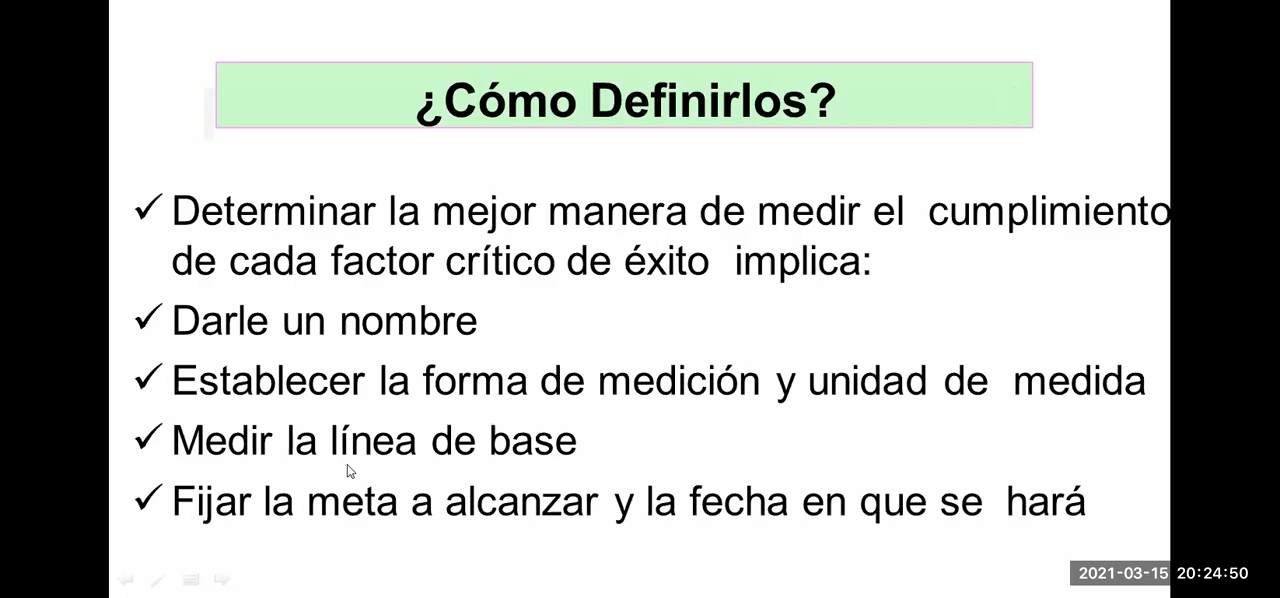 ¿Cómo Definirlos?
✓ Determinar la mejor manera de medir el cumplimiento
de cada factor crítico de éxito implica:
✓ Darle un nombre
✓ Establecer la forma de medición y unidad de medida
✓ Medir la línea de base
✓ Fijar la meta a alcanzar y la fecha en que se hará
2021-03-15 20:24:50